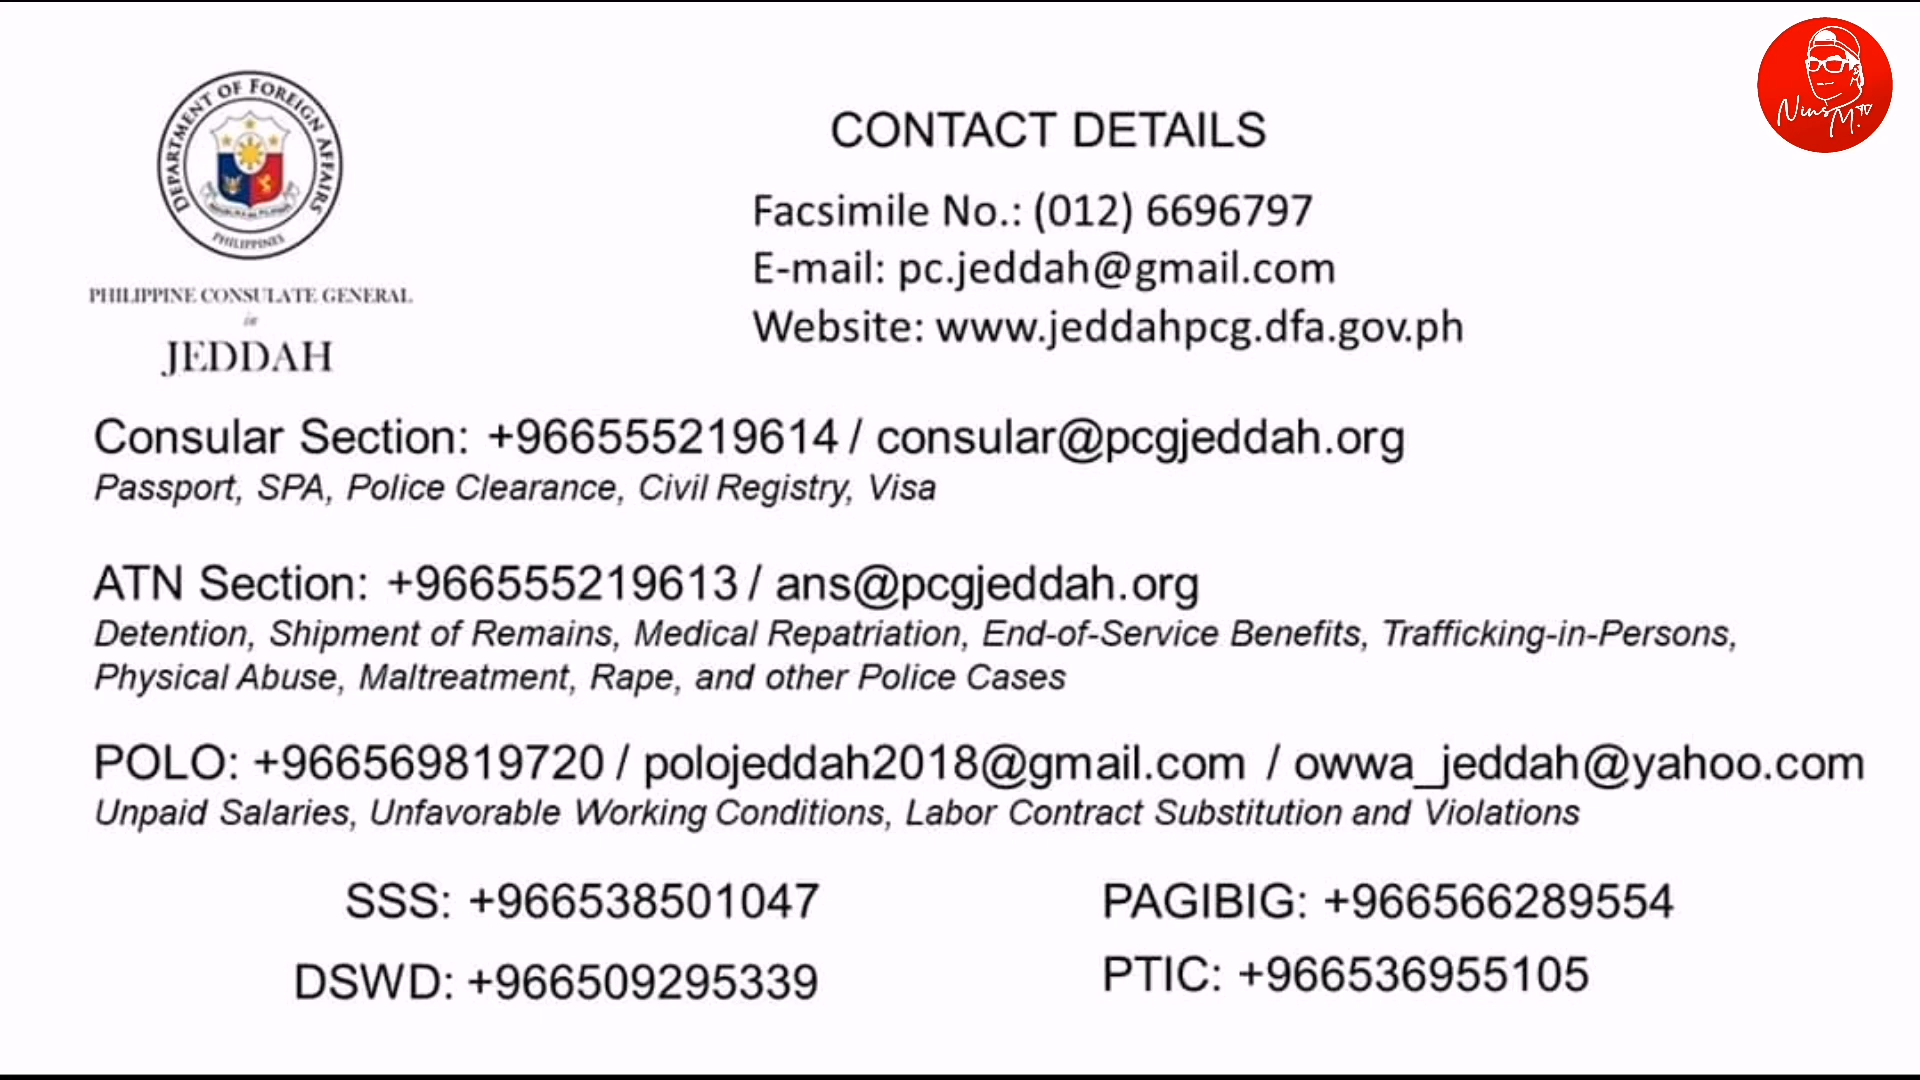 DEPARTMENT OF FOREIGN AFFAIRS
PHILIPPINES
PHILIPPINE CONSULATE GENERAL
in
JEDDAH
CONTACT DETAILS
Facsimile No.: (012) 6696797
E-mail: pc.jeddah@gmail.com
Website: www.jeddahpcg.dfa.gov.ph
Nins
M.TV
Consular Section: +966555219614 / consular@pcgjeddah.org
Passport, SPA, Police Clearance, Civil Registry, Visa
ATN Section: +966555219613 / ans@pcgjeddah.org
Detention, Shipment of Remains, Medical Repatriation, End-of-Service Benefits, Trafficking-in-Persons,
Physical Abuse, Maltreatment, Rape, and other Police Cases
POLO: +966569819720 / polojeddah2018@gmail.com / owwa_jeddah@yahoo.com
Unpaid Salaries, Unfavorable Working Conditions, Labor Contract Substitution and Violations
SSS: +966538501047
PAGIBIG: +966566289554
DSWD: +966509295339
PTIC: +966536955105